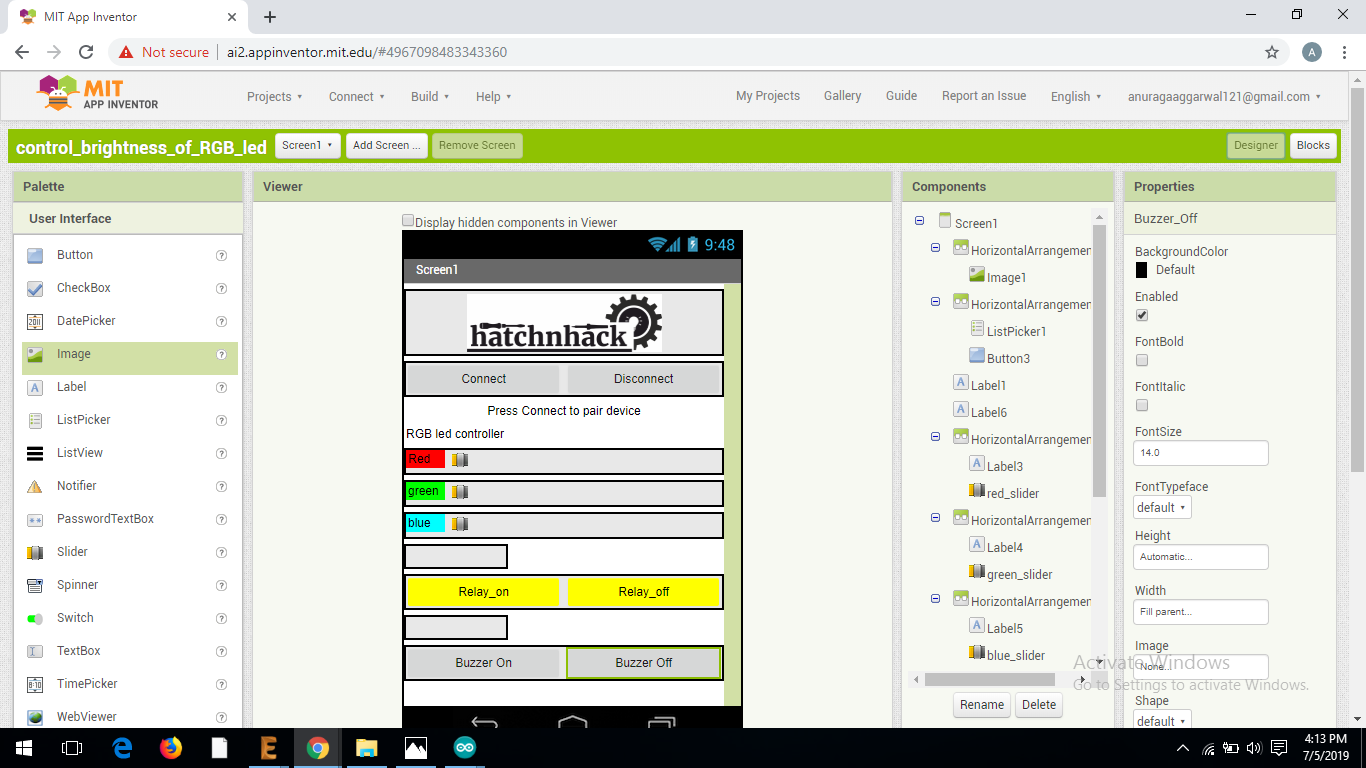 MIT App Inventor
Not secure
ai2.appinventor.mit.edu/#4967098483343360
A
MIT
APP INVENTOR
Projects
Connect
Build
Help
My Projects
Gallery
Guide
Report an Issue
English
anuragaaggarwal121@gmail.com
control_brightness_of_RGB_led
Screen1
Add Screen ...
Remove Screen
Designer
Blocks
Palette
User Interface
Button
CheckBox
DatePicker
Image
Label
ListPicker
ListView
Notifier
PasswordTextBox
Slider
Spinner
Switch
TextBox
TimePicker
WebViewer
Viewer
Display hidden components in Viewer
9:48
Screen1
hatchnhack
Connect
Disconnect
Press Connect to pair device
RGB led controller
Red
green
blue
Relay_on
Relay_off
Buzzer On
Buzzer Off
Components
Screen1
HorizontalArrangemen
Image1
HorizontalArrangemen
ListPicker1
Button3
Label1
Label6
HorizontalArrangemen
Label3
red_slider
HorizontalArrangemen
Label4
green_slider
HorizontalArrangemen
Label5
blue_slider
Rename
Delete
Properties
Buzzer_Off
BackgroundColor
Default
Enabled
FontBold
FontItalic
FontSize
14.0
FontTypeface
default
Height
Automatic...
Width
Fill parent...
Image
None...
Shape
default
Activate Windows
Go to Settings to activate Windows.
4:13 PM
7/5/2019